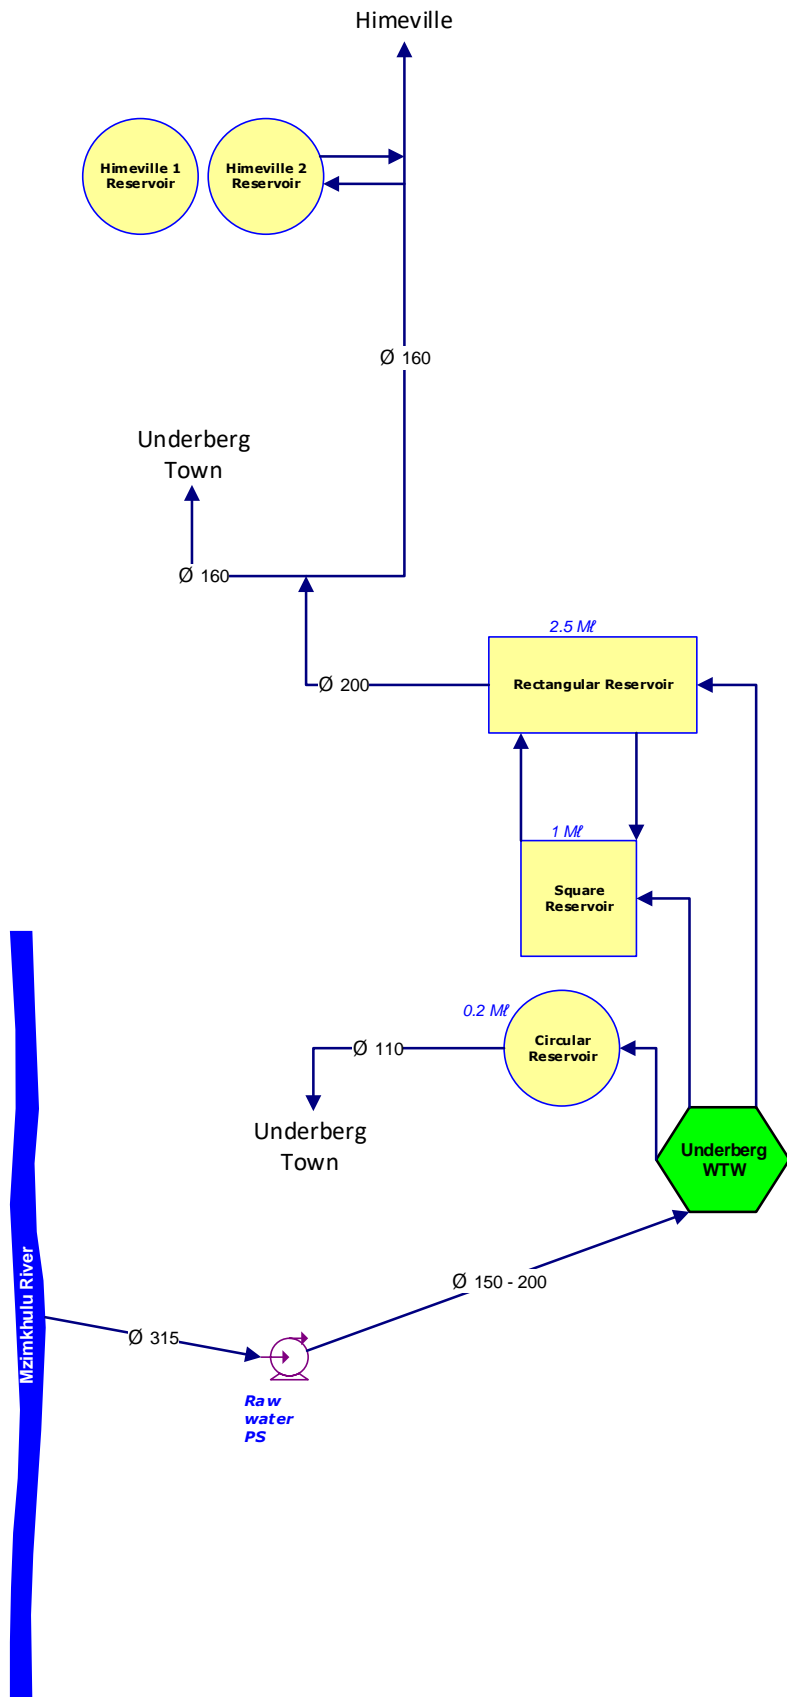 Himeville
Himeville 1
Reservoir
Himeville 2
Reservoir
Ø 160
Underberg
Town
Ø 160
2.5 Mℓ
Rectangular Reservoir
Ø 200
1 Mℓ
Square
Reservoir
0.2 Mℓ
Circular
Reservoir
Ø 110
Underberg
Town
Underberg
WTW
Ø 150 - 200
Mzimkhulu River
Ø 315
Raw
water
PS